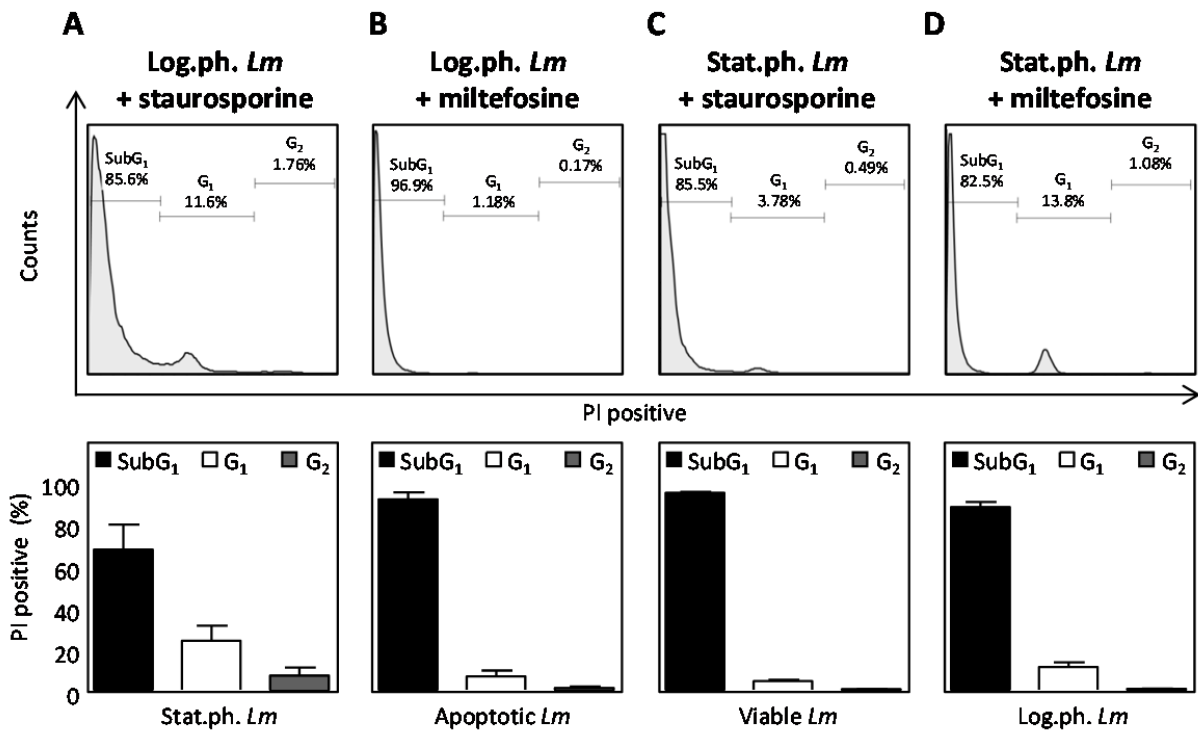 A
B
C
D
Log.ph. Lm
+ staurosporine
Log.ph. Lm
+ miltefosine
Stat.ph. Lm
+ staurosporine
Stat.ph. Lm
+ miltefosine
Counts
SubG₁
85.6%
G₁
11.6%
G₂
1.76%
SubG₁
96.9%
G₁
1.18%
G₂
0.17%
SubG₁
85.5%
G₁
3.78%
G₂
0.49%
SubG₁
82.5%
G₁
13.8%
G₂
1.08%
PI positive
PI positive (%)
100
80
60
40
20
0
SubG₁ G₁ G₂
SubG₁ G₁ G₂
SubG₁ G₁ G₂
SubG₁ G₁ G₂
Stat.ph. Lm
Apoptotic Lm
Viable Lm
Log.ph. Lm